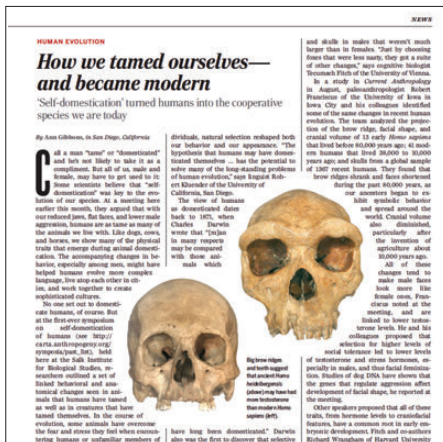 NEWS
HUMAN EVOLUTION
How we tamed ourselves—
and became modern
'Self-domestication' turned humans into the cooperative
species we are today
By Ann Gibbons, in San Diego, California
Call a man "tame" or "domesticated"
and he's not likely to take it as a
compliment. But all of us, male and
female, may have to get used to it:
Some scientists believe that "self-
domestication" was key to the evo-
lution of our species. At a meeting here
earlier this month, they argued that with
our reduced jaws, flat faces, and lower male
aggression, humans are as tame as many of
the animals we live with. Like dogs, cows,
and horses, we show many of the physical
traits that emerge during animal domesti-
cation. The accompanying changes in be-
havior, especially among men, might have
helped humans evolve more complex
language, live atop each other in cit-
ies, and work together to create
sophisticated cultures.
No one set out to domesti-
cate humans, of course. But
at the first-ever symposium
on self-domestication
of humans (see http://
carta.anthropogeny.org/
symposia/past_list), held
here at the Salk Institute
for Biological Studies, re-
searchers outlined a set of
linked behavioral and ana-
tomical changes seen in ani-
mals that humans have tamed
as well as in creatures that have
tamed themselves. In the course of
evolution, some animals have overcome
the fear and stress they feel when encoun-
tering humans or unfamiliar members of
dividuals, natural selection reshaped both
our behavior and our appearance. "The
hypothesis that humans may have domes-
ticated themselves ... has the potential to
solve many of the long-standing problems
of human evolution," says linguist Rob-
ert Kluender of the University of
California, San Diego.
The view of humans
as domesticated dates
back to 1871, when
Charles Darwin
wrote that "[m]an
in many respects
may be compared
with those ani-
mals which
have long been domesticated." Darwin
also was the first to discover that selective
Big brow ridges
and teeth suggest
that ancient Homo
heidelbergensis
(above) may have had
more testosterone
than modern Homo
sapiens (left).
and skulls in males that weren't much
larger than in females. "Just by choosing
foxes that were less nasty, they got a suite
of other changes," says cognitive biologist
Tecumseh Fitch of the University of Vienna.
In a study in Current Anthropology
in August, paleoanthropologist Robert
Franciscus of the University of Iowa in
Iowa City and his colleagues identified
some of the same changes in recent human
evolution. The team analyzed the projec-
tion of the brow ridge, facial shape, and
cranial volume of 13 early Homo sapiens
that lived before 80,000 years ago; 41 mod-
ern humans that lived 38,000 to 10,000
years ago; and skulls from a global sample
of 1367 recent humans. They found that
brow ridges shrank and faces shortened
during the past 80,000 years, as
our ancestors began to ex-
hibit symbolic behavior
and spread around the
world. Cranial volume
also diminished,
particularly after
the invention of
agriculture about
10,000 years ago.
All of these
changes tend to
make male faces
look more like
female ones, Fran-
ciscus noted at the
meeting, and are
linked to lower testos-
terone levels. He and his
colleagues proposed that
selection for higher levels of
social tolerance led to lower levels
of testosterone and stress hormones, es-
pecially in males, and thus facial feminiza-
tion. Studies of dog DNA have shown that
the genes that regulate aggression affect
development of facial shape, he reported at
the meeting.
Other speakers proposed that all of these
traits, from hormone levels to craniofacial
features, have a common root in early em-
bryonic development. Fitch and co-authors
Richard Wrangham of Harvard University